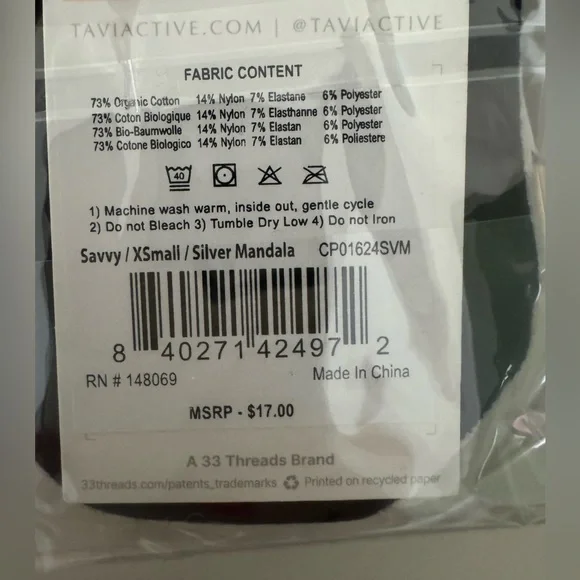 TAVIACTIVE.COM | @TAVIACTIVE
FABRIC CONTENT
73% Organic Cotton 14% Nylon 7% Elastane 6% Polyester
73% Coton Biologique 14% Nylon 7% Elasthanne 6% Polyester
73% Bio-Baumwolle 14% Nylon 7% Elastan 6% Polyester
73% Cotone Biologico 14% Nylon 7% Elastan 6% Poliestere
40
1) Machine wash warm, inside out, gentle cycle
2) Do not Bleach 3) Tumble Dry Low 4) Do not Iron
Savvy / XSmall / Silver Mandala CP01624SVM
8 40271 42497 2
RN # 148069 Made In China
MSRP - $17.00
A 33 Threads Brand
33threads.com/patents_trademarks Printed on recycled paper